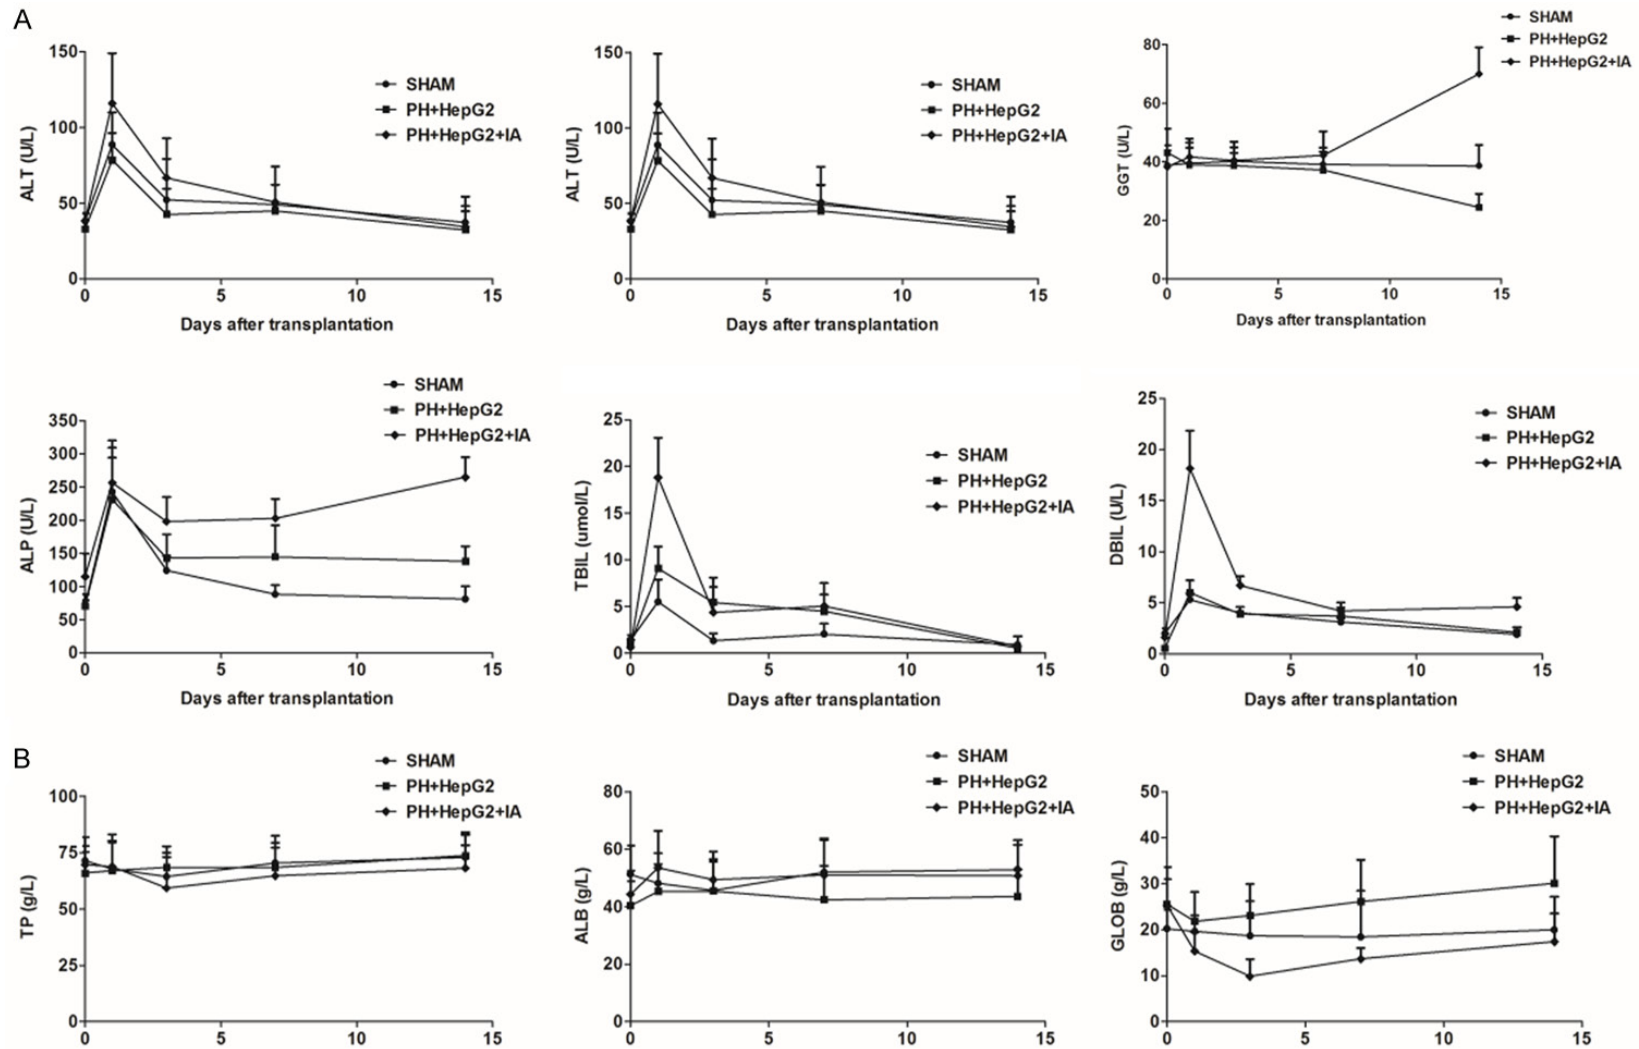 A
150
100
50
0
ALT (U/L)
SHAM
PH+HepG2
PH+HepG2+IA
0 5 10 15
Days after transplantation
150
100
50
0
ALT (U/L)
SHAM
PH+HepG2
PH+HepG2+IA
0 5 10 15
Days after transplantation
80
60
40
20
0
GGT (U/L)
SHAM
PH+HepG2
PH+HepG2+IA
0 5 10 15
Days after transplantation
350
300
250
200
150
100
50
0
ALP (U/L)
SHAM
PH+HepG2
PH+HepG2+IA
0 5 10 15
Days after transplantation
25
20
15
10
5
0
TBIL (umol/L)
SHAM
PH+HepG2
PH+HepG2+IA
0 5 10 15
Days after transplantation
25
20
15
10
5
0
DBIL (U/L)
SHAM
PH+HepG2
PH+HepG2+IA
0 5 10 15
Days after transplantation
B
100
75
50
25
0
TP (g/L)
SHAM
PH+HepG2
PH+HepG2+IA
0 5 10 15
80
60
40
20
0
ALB (g/L)
SHAM
PH+HepG2
PH+HepG2+IA
0 5 10 15
50
40
30
20
10
0
GLOB (g/L)
SHAM
PH+HepG2
PH+HepG2+IA
0 5 10 15